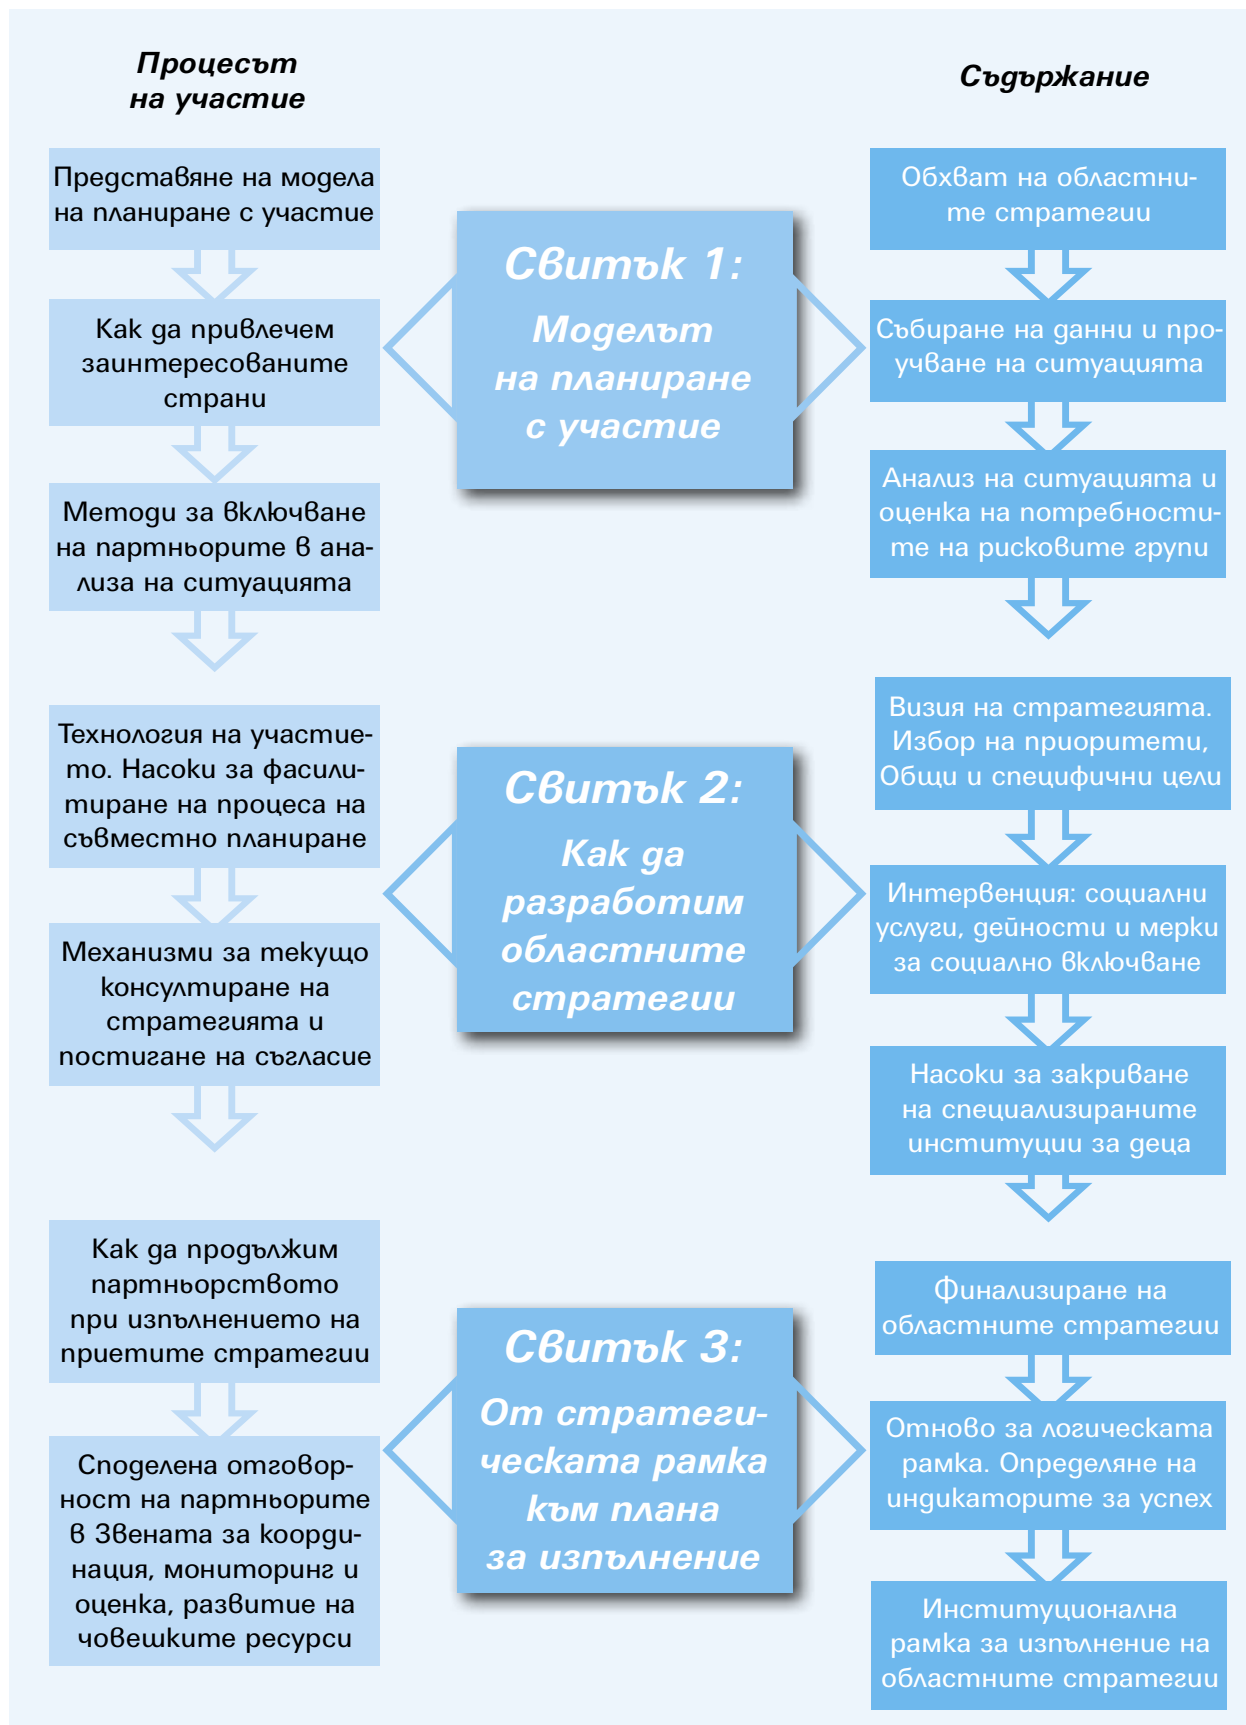 Процесът
на участие
Съдържание
Представяне на модела
на планиране с участие
Как да привлечем
заинтересованите
страни
Методи за включване
на партньорите в ана-
лиза на ситуацията
Свитък 1:
Моделът
на планиране
с участие
Обхват на областни-
те стратегии
Събиране на данни и про-
учване на ситуацията
Анализ на ситуацията и
оценка на потребности-
те на рисковите групи
Технология на участие-
то. Насоки за фасили-
тиране на процеса на
съвместно планиране
Механизми за текущо
консултиране на
стратегията и
постигане на съгласие
Свитък 2:
Как да
разработим
областните
стратегии
Визия на стратегията.
Избор на приоритети,
Общи и специфични цели
Интервенция: социални
услуги, дейности и мерки
за социално включване
Насоки за закриване
на специализираните
институции за деца
Как да продължим
партньорството
при изпълнението на
приетите стратегии
Споделена отговор-
ност на партньорите
в Звената за коорди-
нация, мониторинг и
оценка, развитие на
човешките ресурси
Свитък 3:
От стратеги-
ческата рамка
към плана
за изпълнение
Финализиране на
областните стратегии
Отново за логическата
рамка. Определяне на
индикаторите за успех
Институционална
рамка за изпълнение на
областните стратегии